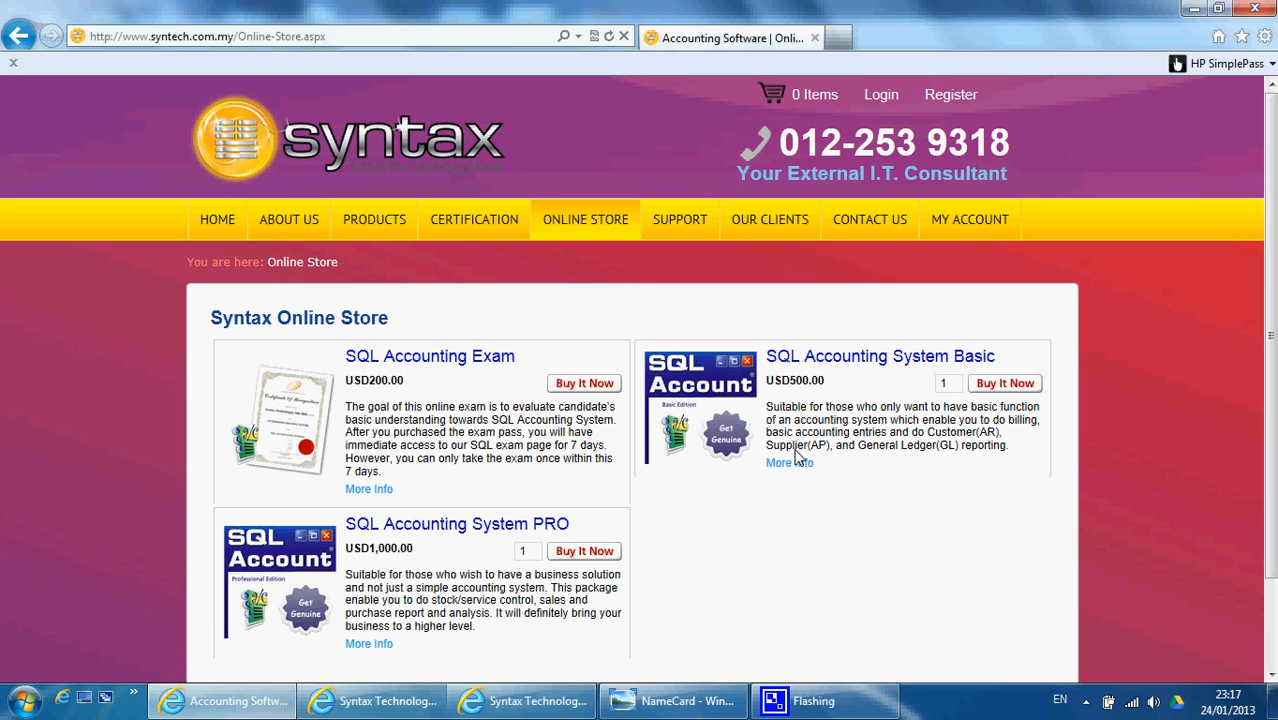 http://www.syntech.com.my/Online-Store.aspx
Accounting Software | Onli...
HP SimplePass
0 Items
Login
Register
syntax
technologies
012-253 9318
Your External I.T. Consultant
HOME
ABOUT US
PRODUCTS
CERTIFICATION
ONLINE STORE
SUPPORT
OUR CLIENTS
CONTACT US
MY ACCOUNT
You are here: Online Store
Syntax Online Store
SQL Accounting Exam
USD200.00
Buy It Now
The goal of this online exam is to evaluate candidate's
basic understanding towards SQL Accounting System.
After you purchased the exam pass, you will have
immediate access to our SQL exam page for 7 days.
However, you can only take the exam once within this
7 days.
More Info
SQL
Account
Basic Edition
Get
Genuine
SQL Accounting System Basic
USD500.00
1
Buy It Now
Suitable for those who only want to have basic function
of an accounting system which enable you to do billing,
basic accounting entries and do Customer(AR),
Supplier(AP), and General Ledger(GL) reporting.
More Info
SQL
Account
Professional Edition
Get
Genuine
SQL Accounting System PRO
USD1,000.00
1
Buy It Now
Suitable for those who wish to have a business solution
and not just a simple accounting system. This package
enable you to do stock/service control, sales and
purchase report and analysis. It will definitely bring your
business to a higher level.
More Info
Accounting Softw...
Syntax Technolog...
Syntax Technolog...
NameCard - Win...
Flashing
EN
23:17
24/01/2013